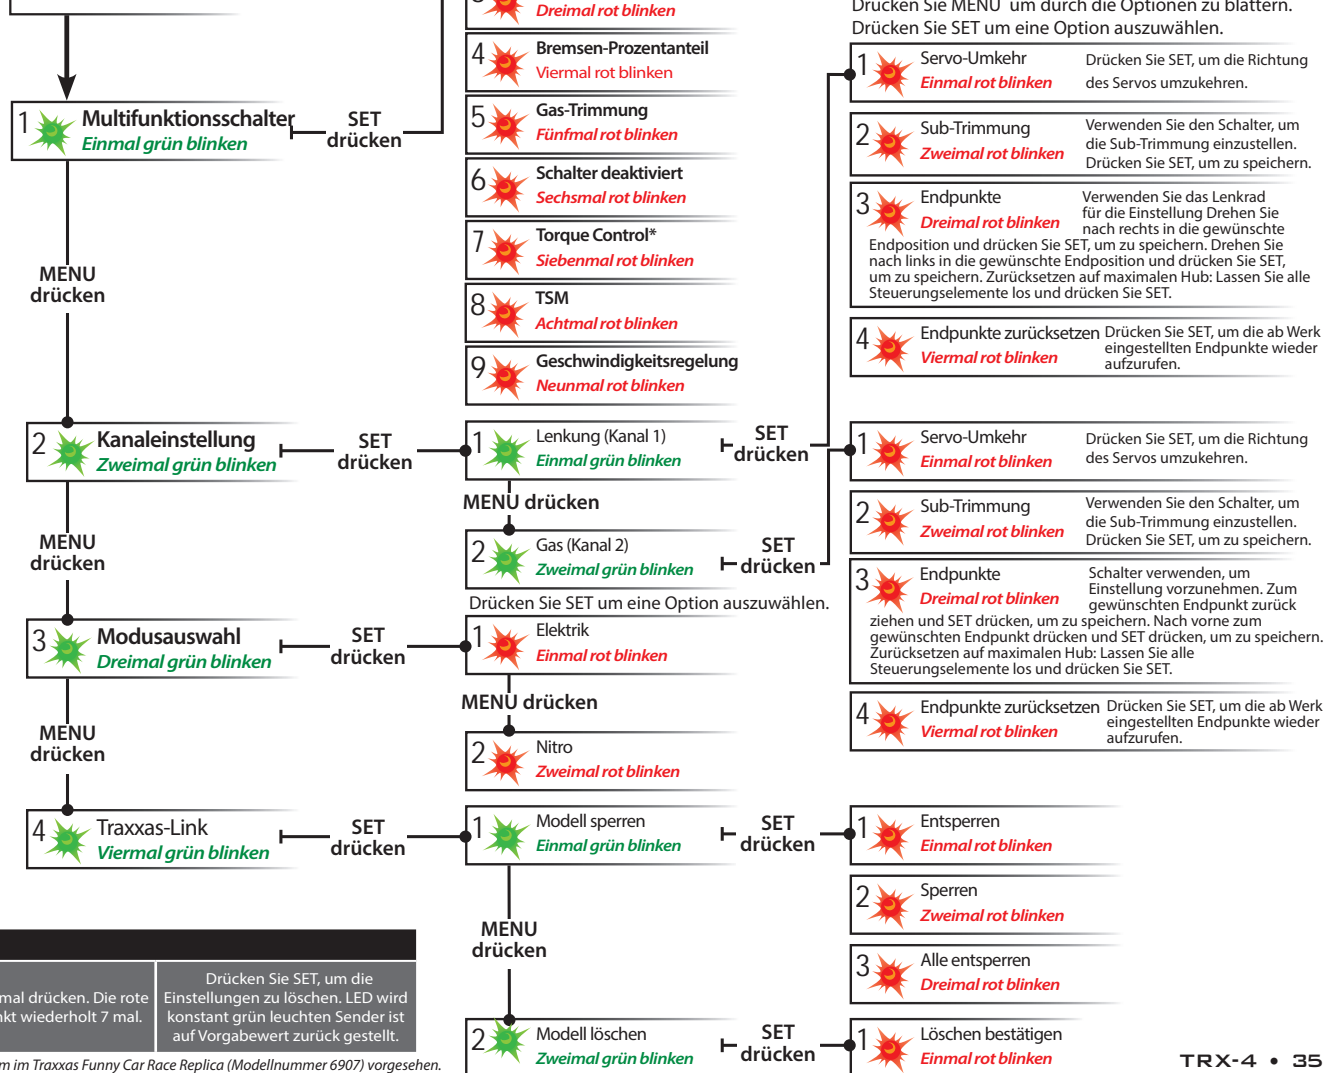 1 Multifunktionsschalter
Einmal grün blinken
SET
drücken
MENU
drücken
2 Kanaleinstellung
Zweimal grün blinken
SET
drücken
MENU
drücken
3 Modusauswahl
Dreimal grün blinken
SET
drücken
MENU
drücken
4 Traxxas-Link
Viermal grün blinken
SET
drücken
Dreimal rot blinken
4 Bremsen-Prozentanteil
Viermal rot blinken
5 Gas-Trimmung
Fünfmal rot blinken
6 Schalter deaktiviert
Sechsmal rot blinken
7 Torque Control*
Siebenmal rot blinken
8 TSM
Achtmal rot blinken
9 Geschwindigkeitsregelung
Neunmal rot blinken
1 Lenkung (Kanal 1)
Einmal grün blinken
SET
drücken
MENU drücken
2 Gas (Kanal 2)
Zweimal grün blinken
SET
drücken
Drücken Sie SET um eine Option auszuwählen.
1 Elektrik
Einmal rot blinken
MENU drücken
2 Nitro
Zweimal rot blinken
1 Modell sperren
Einmal grün blinken
SET
drücken
MENU
drücken
2 Modell löschen
Zweimal grün blinken
SET
drücken
Drücken Sie MENU um durch die Optionen zu blättern.
Drücken Sie SET um eine Option auszuwählen.
1 Servo-Umkehr
Einmal rot blinken
Drücken Sie SET, um die Richtung
des Servos umzukehren.
2 Sub-Trimmung
Zweimal rot blinken
Verwenden Sie den Schalter, um
die Sub-Trimmung einzustellen.
Drücken Sie SET, um zu speichern.
3 Endpunkte
Dreimal rot blinken
Verwenden Sie das Lenkrad
für die Einstellung Drehen Sie
nach rechts in die gewünschte
Endposition und drücken Sie SET, um zu speichern. Drehen Sie
nach links in die gewünschte Endposition und drücken Sie SET,
um zu speichern. Zurücksetzen auf maximalen Hub: Lassen Sie alle
Steuerungselemente los und drücken Sie SET.
4 Endpunkte zurücksetzen
Viermal rot blinken
Drücken Sie SET, um die ab Werk
eingestellten Endpunkte wieder
aufzurufen.
1 Servo-Umkehr
Einmal rot blinken
Drücken Sie SET, um die Richtung
des Servos umzukehren.
2 Sub-Trimmung
Zweimal rot blinken
Verwenden Sie den Schalter, um
die Sub-Trimmung einzustellen.
Drücken Sie SET, um zu speichern.
3 Endpunkte
Dreimal rot blinken
Schalter verwenden, um
Einstellung vorzunehmen. Zum
gewünschten Endpunkt zurück
ziehen und SET drücken, um zu speichern. Nach vorne zum
gewünschten Endpunkt drücken und SET drücken, um zu speichern.
Zurücksetzen auf maximalen Hub: Lassen Sie alle
Steuerungselemente los und drücken Sie SET.
4 Endpunkte zurücksetzen
Viermal rot blinken
Drücken Sie SET, um die ab Werk
eingestellten Endpunkte wieder
aufzurufen.
1 Entsperren
Einmal rot blinken
2 Sperren
Zweimal rot blinken
3 Alle entsperren
Dreimal rot blinken
1 Löschen bestätigen
Einmal rot blinken
mal drücken. Die rote
wiederholt 7 mal.
Drücken Sie SET, um die
Einstellungen zu löschen. LED wird
konstant grün leuchten Sender ist
auf Vorgabewert zurück gestellt.
im Traxxas Funny Car Race Replica (Modellnummer 6907) vorgesehen.
TRX-4 • 35